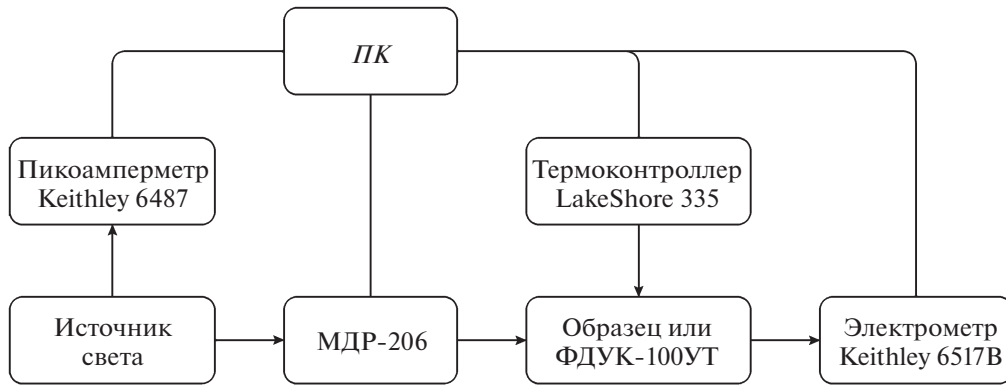 ПК
Пикоамперметр
Keithley 6487
Термоконтроллер
LakeShore 335
Источник
света
МДР-206
Образец или
ФДУК-100УТ
Электрометр
Keithley 6517B